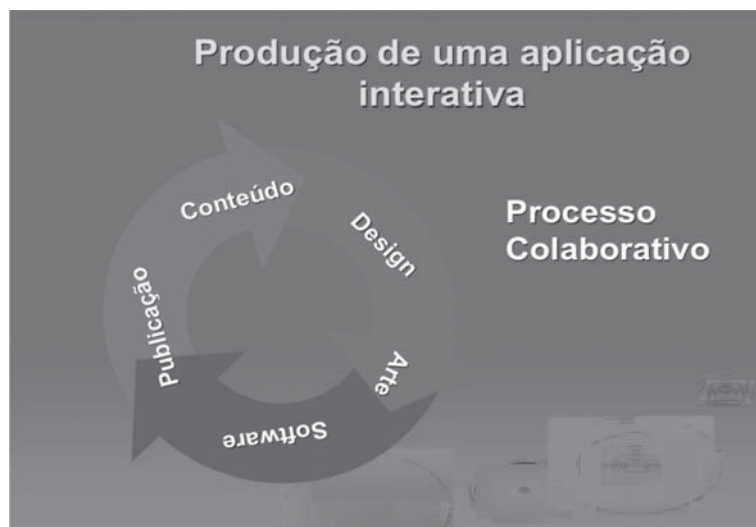 Produção de uma aplicação
interativa
Conteúdo
Design
Arte
Software
Publicação
Processo
Colaborativo